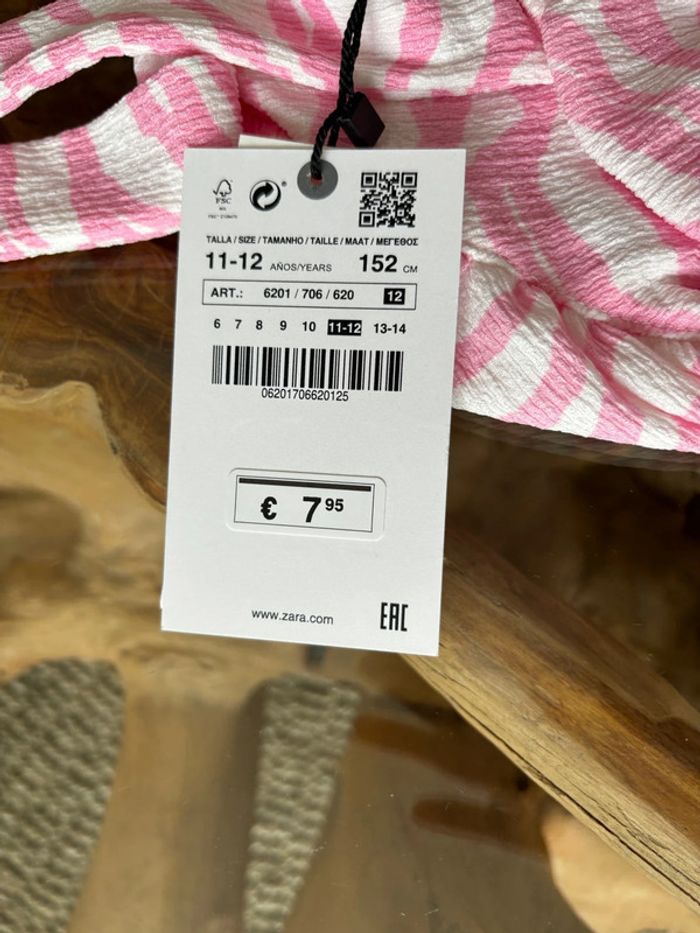 FSC
TALLA / SIZE / TAMANHO / TAILLE / MAAT / ΜΕΓΕΘΟΣ
11-12 AÑOS/YEARS 152 CM
ART.: 6201 / 706 / 620 12
6 7 8 9 10 11-12 13-14
06201706620125
€ 7 95
www.zara.com
EAC